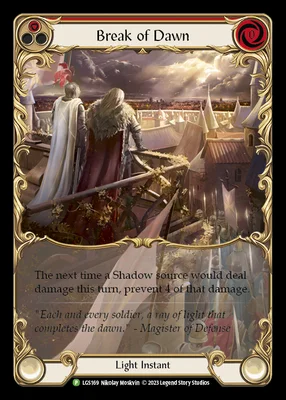 Break of Dawn
The next time a Shadow source would deal
damage this turn, prevent 4 of that damage.
"Each and every soldier, a ray of light that
completes the dawn." - Magister of Defense
Light Instant
P LGS169 Nikolay Moskvin © 2023 Legend Story Studios